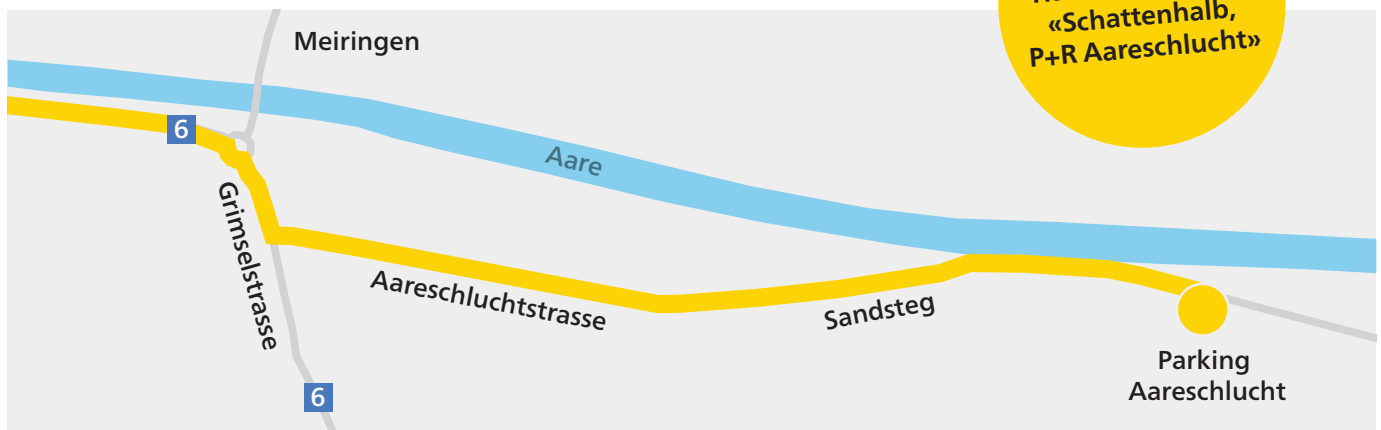 «Schattenhalb,
P+R Aareschlucht»
Meiringen
6
Aare
Grimselstrasse
Aareschluchtstrasse
Sandsteg
6
Parking
Aareschlucht